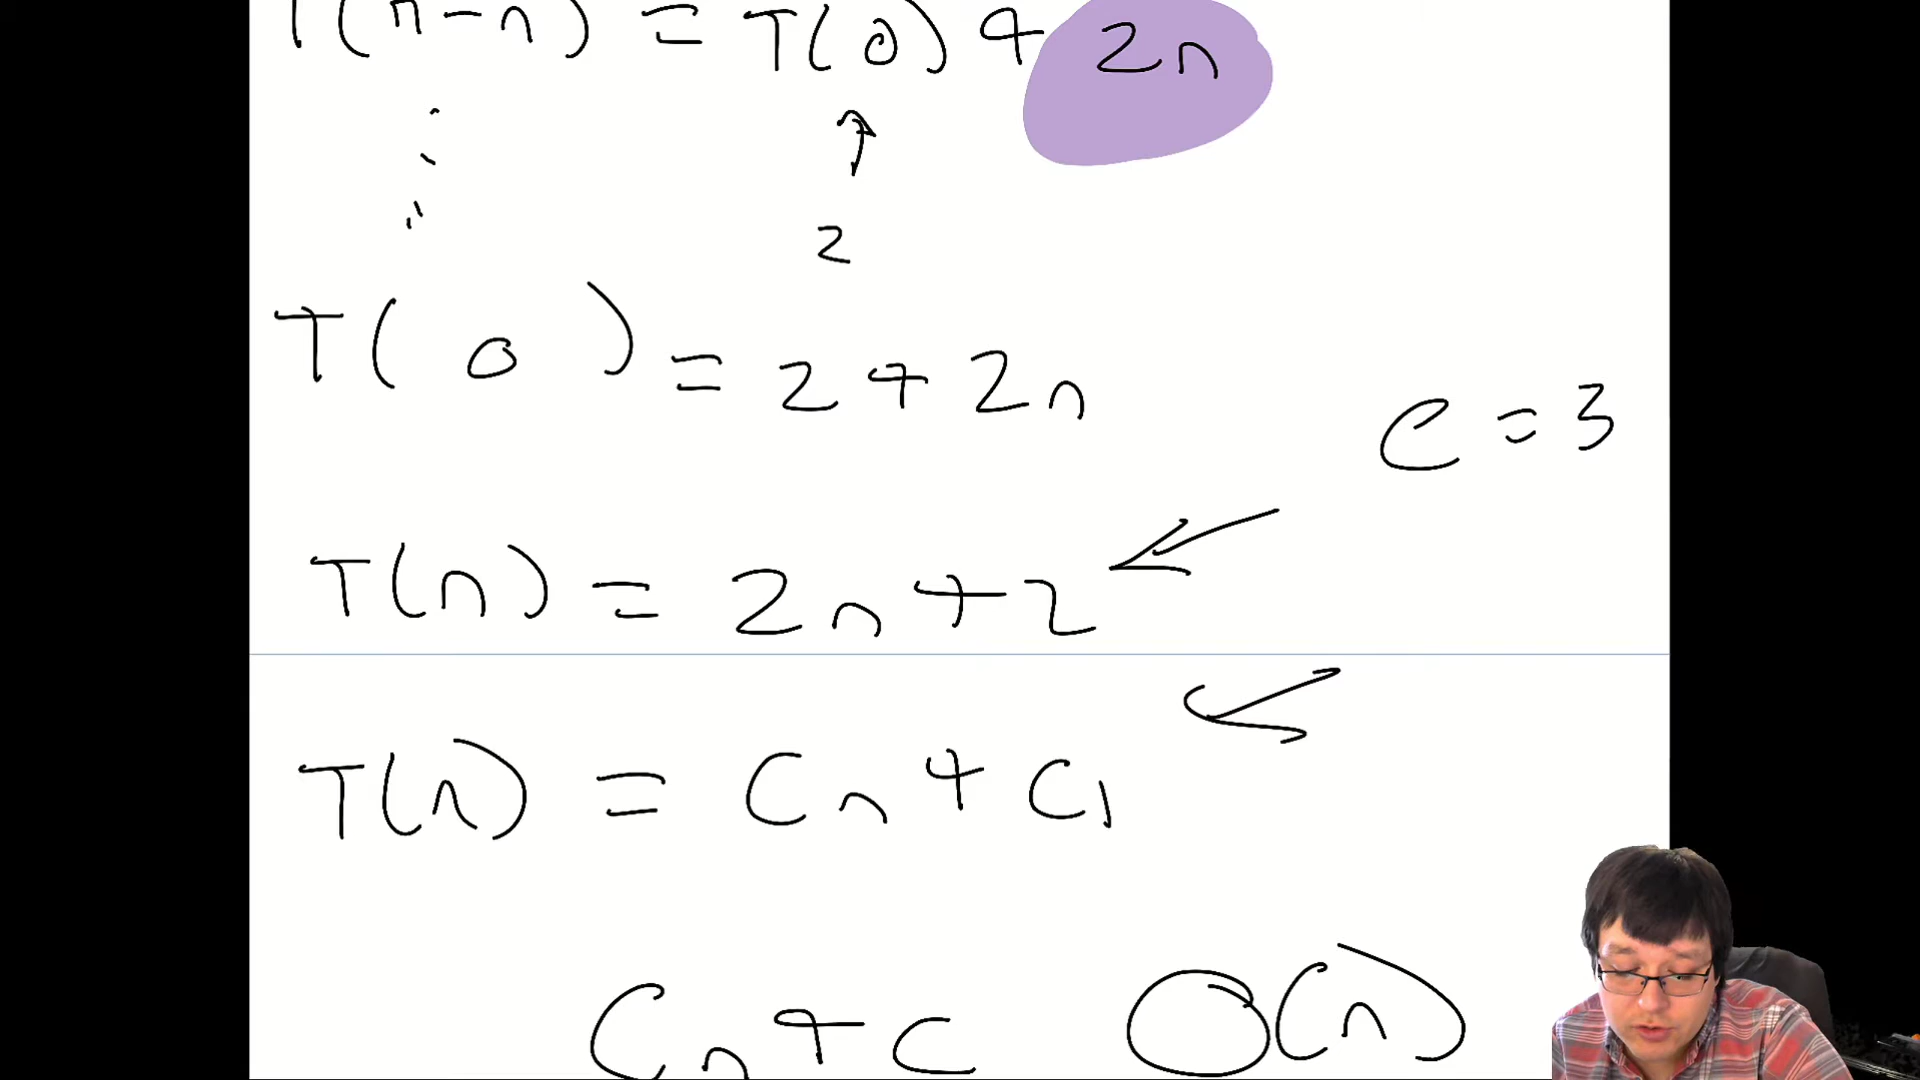 T(n-n) = T(0) + 2n
2
T(0) = 2+2n
c=3
T(n) = 2n+2
T(n) = Cn+C1
Cn+C O(n)